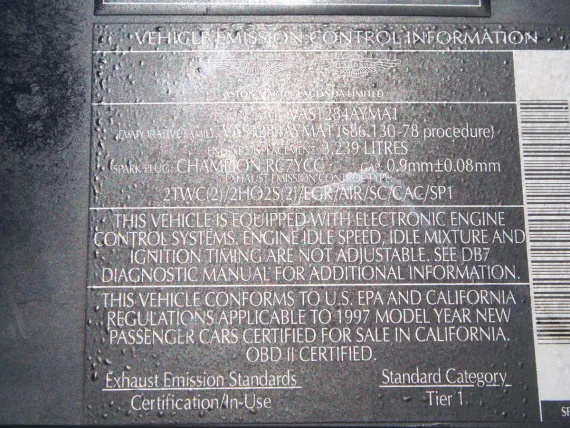 VEHICLE EMISSION CONTROL INFORMATION
LAGONDA LIMITED
VAS1284AYMA1
EVAPORATIVE FAMILY: (S86.130-78 procedure)
DISPLACEMENT: 3,239 LITRES
SPARK PLUG: CHAMPION RC7YCC GAP: 0.9mm±0.08mm
EXHAUST EMISSION CONTROL TYPE
2TWC(2)/2HO2S(2)/EGR/AIR/SC/CAC/SP1
THIS VEHICLE IS EQUIPPED WITH ELECTRONIC ENGINE
CONTROL SYSTEMS. ENGINE IDLE SPEED, IDLE MIXTURE AND
IGNITION TIMING ARE NOT ADJUSTABLE. SEE DB7
DIAGNOSTIC MANUAL FOR ADDITIONAL INFORMATION.
THIS VEHICLE CONFORMS TO U.S. EPA AND CALIFORNIA
REGULATIONS APPLICABLE TO 1997 MODEL YEAR NEW
PASSENGER CARS CERTIFIED FOR SALE IN CALIFORNIA.
OBD II CERTIFIED.
Exhaust Emission Standards Standard Category
Certification/In-Use Tier 1